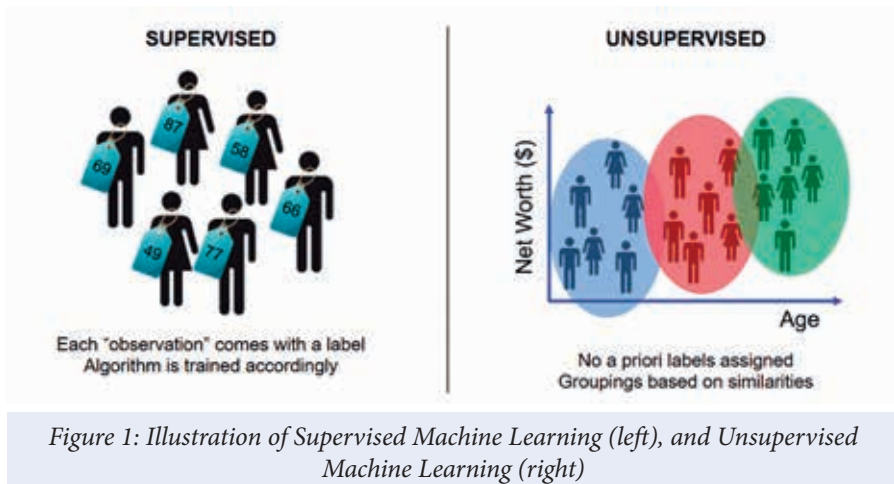 SUPERVISED
87
58
69
66
49
77
Each "observation" comes with a label
Algorithm is trained accordingly
UNSUPERVISED
Net Worth ($)
Age
No a priori labels assigned
Groupings based on similarities
Figure 1: Illustration of Supervised Machine Learning (left), and Unsupervised
Machine Learning (right)